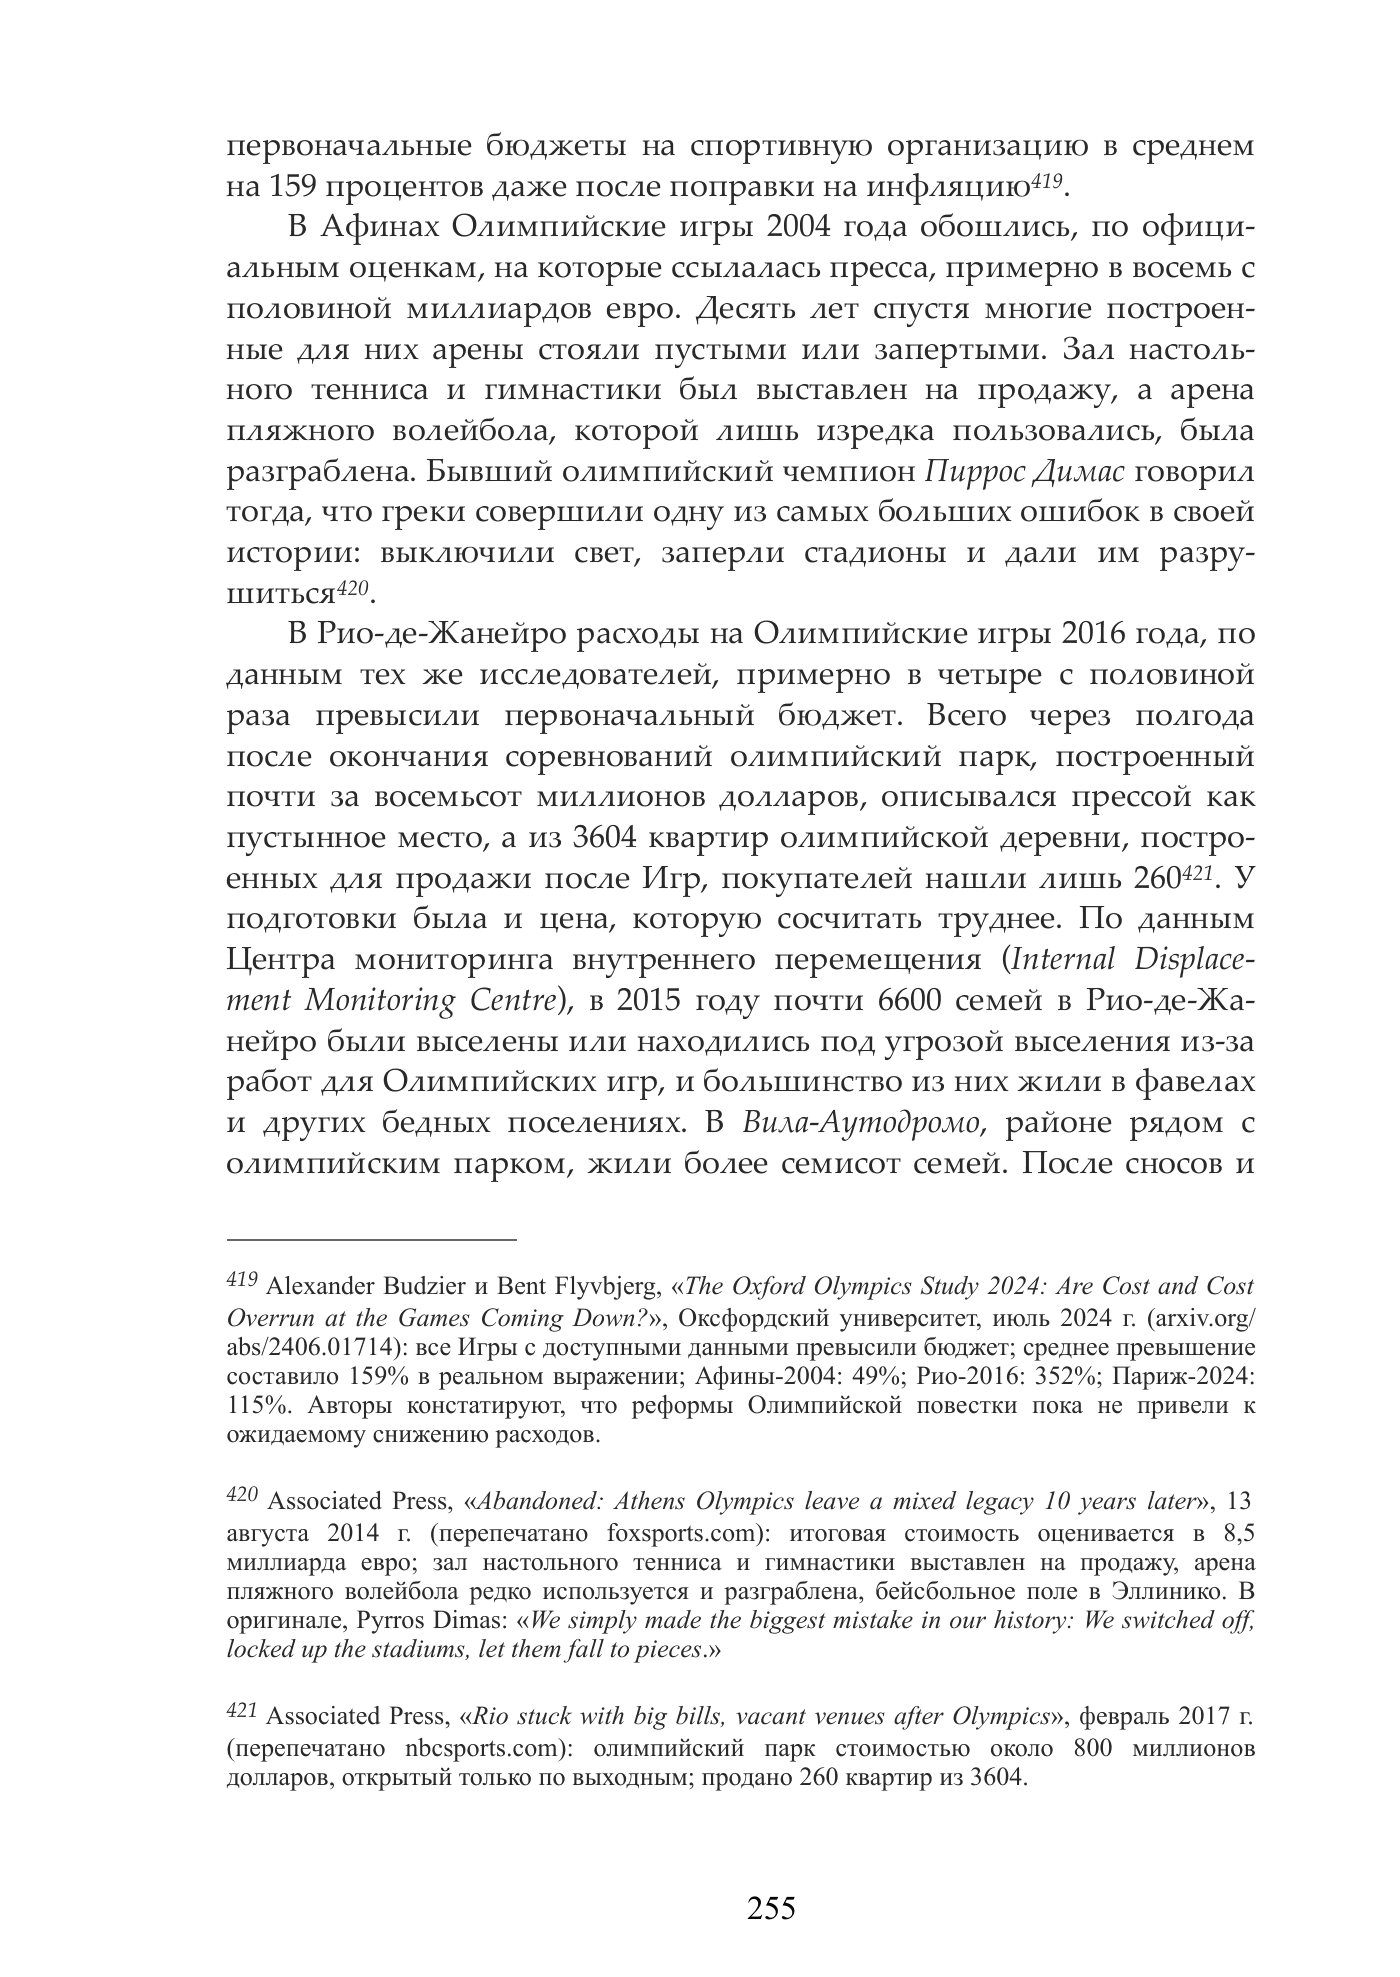 первоначальные бюджеты на спортивную организацию в среднем
на 159 процентов даже после поправки на инфляцию419.
В Афинах Олимпийские игры 2004 года обошлись, по офици-
альным оценкам, на которые ссылалась пресса, примерно в восемь с
половиной миллиардов евро. Десять лет спустя многие построен-
ные для них арены стояли пустыми или запертыми. Зал настоль-
ного тенниса и гимнастики был выставлен на продажу, а арена
пляжного волейбола, которой лишь изредка пользовались, была
разграблена. Бывший олимпийский чемпион Пиррос Димас говорил
тогда, что греки совершили одну из самых больших ошибок в своей
истории: выключили свет, заперли стадионы и дали им разру-
шиться420.
В Рио-де-Жанейро расходы на Олимпийские игры 2016 года, по
данным тех же исследователей, примерно в четыре с половиной
раза превысили первоначальный бюджет. Всего через полгода
после окончания соревнований олимпийский парк, построенный
почти за восемьсот миллионов долларов, описывался прессой как
пустынное место, а из 3604 квартир олимпийской деревни, постро-
енных для продажи после Игр, покупателей нашли лишь 260421. У
подготовки была и цена, которую сосчитать труднее. По данным
Центра мониторинга внутреннего перемещения (Internal Displace-
ment Monitoring Centre), в 2015 году почти 6600 семей в Рио-де-Жа-
нейро были выселены или находились под угрозой выселения из-за
работ для Олимпийских игр, и большинство из них жили в фавелах
и других бедных поселениях. В Вила-Аутодромо, районе рядом с
олимпийским парком, жили более семисот семей. После сносов и
419 Alexander Budzier и Bent Flyvbjerg, «The Oxford Olympics Study 2024: Are Cost and Cost
Overrun at the Games Coming Down?», Оксфордский университет, июль 2024 г. (arxiv.org/
abs/2406.01714): все Игры с доступными данными превысили бюджет; среднее превышение
составило 159% в реальном выражении; Афины-2004: 49%; Рио-2016: 352%; Париж-2024:
115%. Авторы констатируют, что реформы Олимпийской повестки пока не привели к
ожидаемому снижению расходов.
420 Associated Press, «Abandoned: Athens Olympics leave a mixed legacy 10 years later», 13
августа 2014 г. (перепечатано foxsports.com): итоговая стоимость оценивается в 8,5
миллиарда евро; зал настольного тенниса и гимнастики выставлен на продажу, арена
пляжного волейбола редко используется и разграблена, бейсбольное поле в Эллинико. В
оригинале, Pyrros Dimas: «We simply made the biggest mistake in our history: We switched off,
locked up the stadiums, let them fall to pieces.»
421 Associated Press, «Rio stuck with big bills, vacant venues after Olympics», февраль 2017 г.
(перепечатано nbcsports.com): олимпийский парк стоимостью около 800 миллионов
долларов, открытый только по выходным; продано 260 квартир из 3604.
255